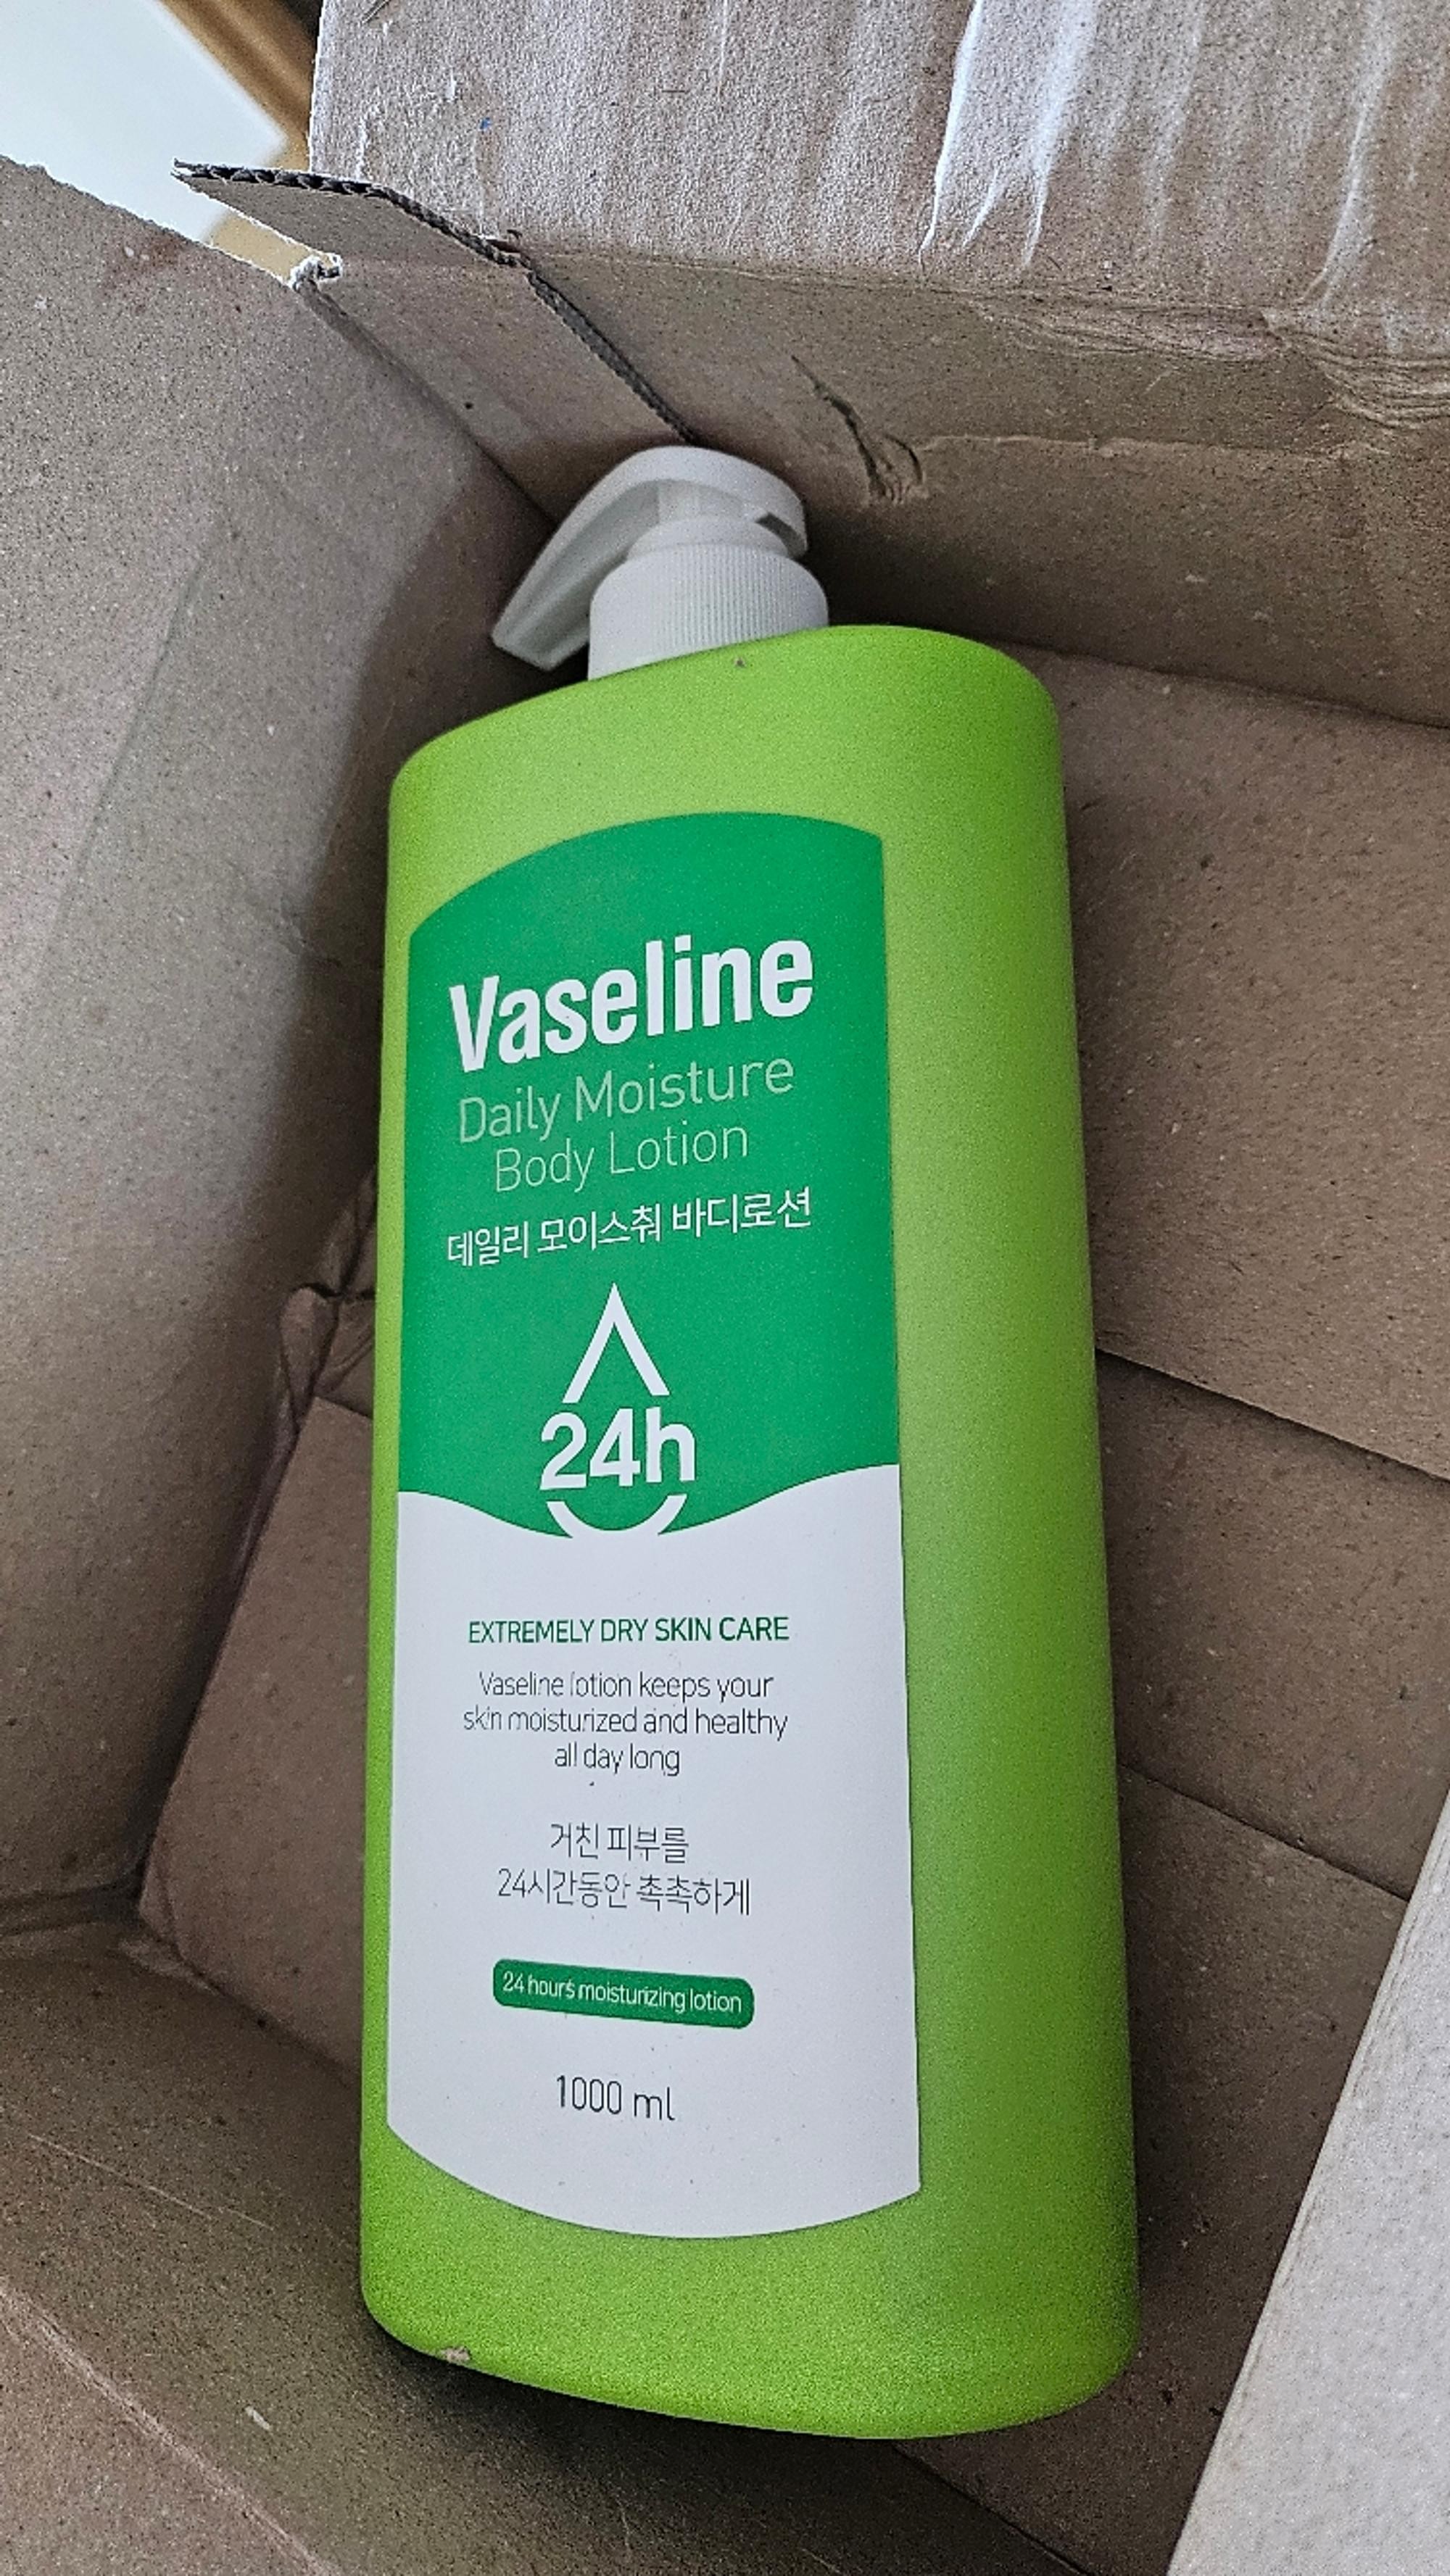 Vaseline
Daily Moisture
Body Lotion
데일리 모이스춰 바디로션
24h
EXTREMELY DRY SKIN CARE
Vaseline lotion keeps your
skin moisturized and healthy
all day long
거친 피부를
24시간동안 촉촉하게
24 hours moisturizing lotion
1000 ml